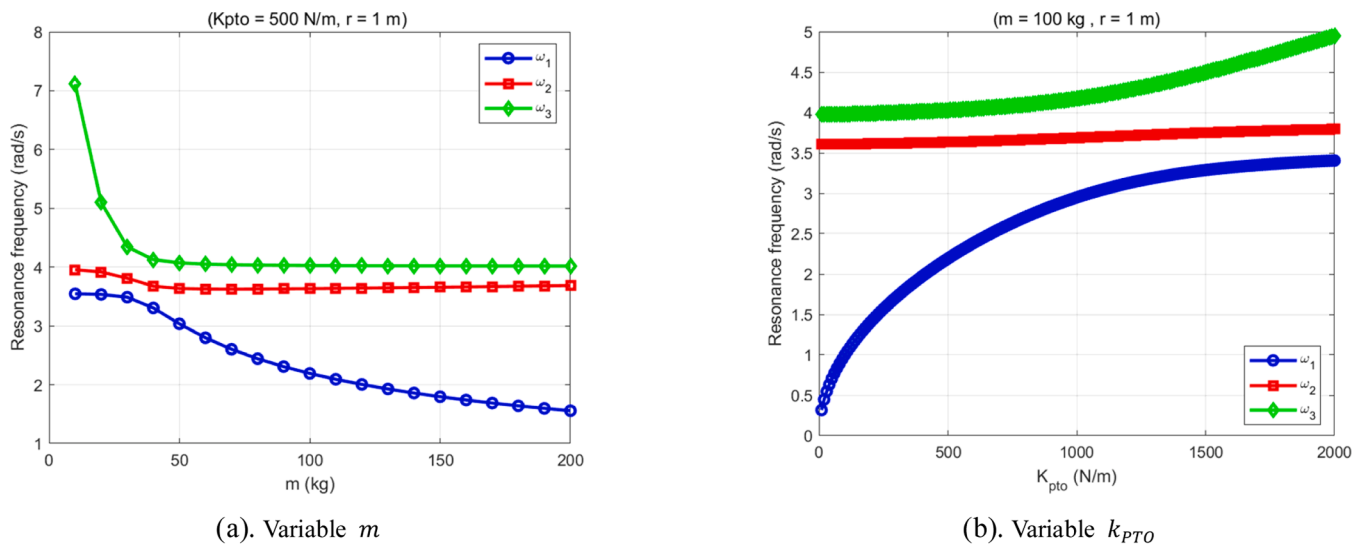 (Kpto = 500 N/m, r = 1 m)
8
7
6
5
4
3
2
1
0
50
100
150
200
Resonance frequency (rad/s)
m (kg)
ω1
ω2
ω3
(a). Variable m
(m = 100 kg , r = 1 m)
5
4.5
4
3.5
3
2.5
2
1.5
1
0.5
0
0
500
1000
1500
2000
Resonance frequency (rad/s)
Kpto (N/m)
ω1
ω2
ω3
(b). Variable kPTO